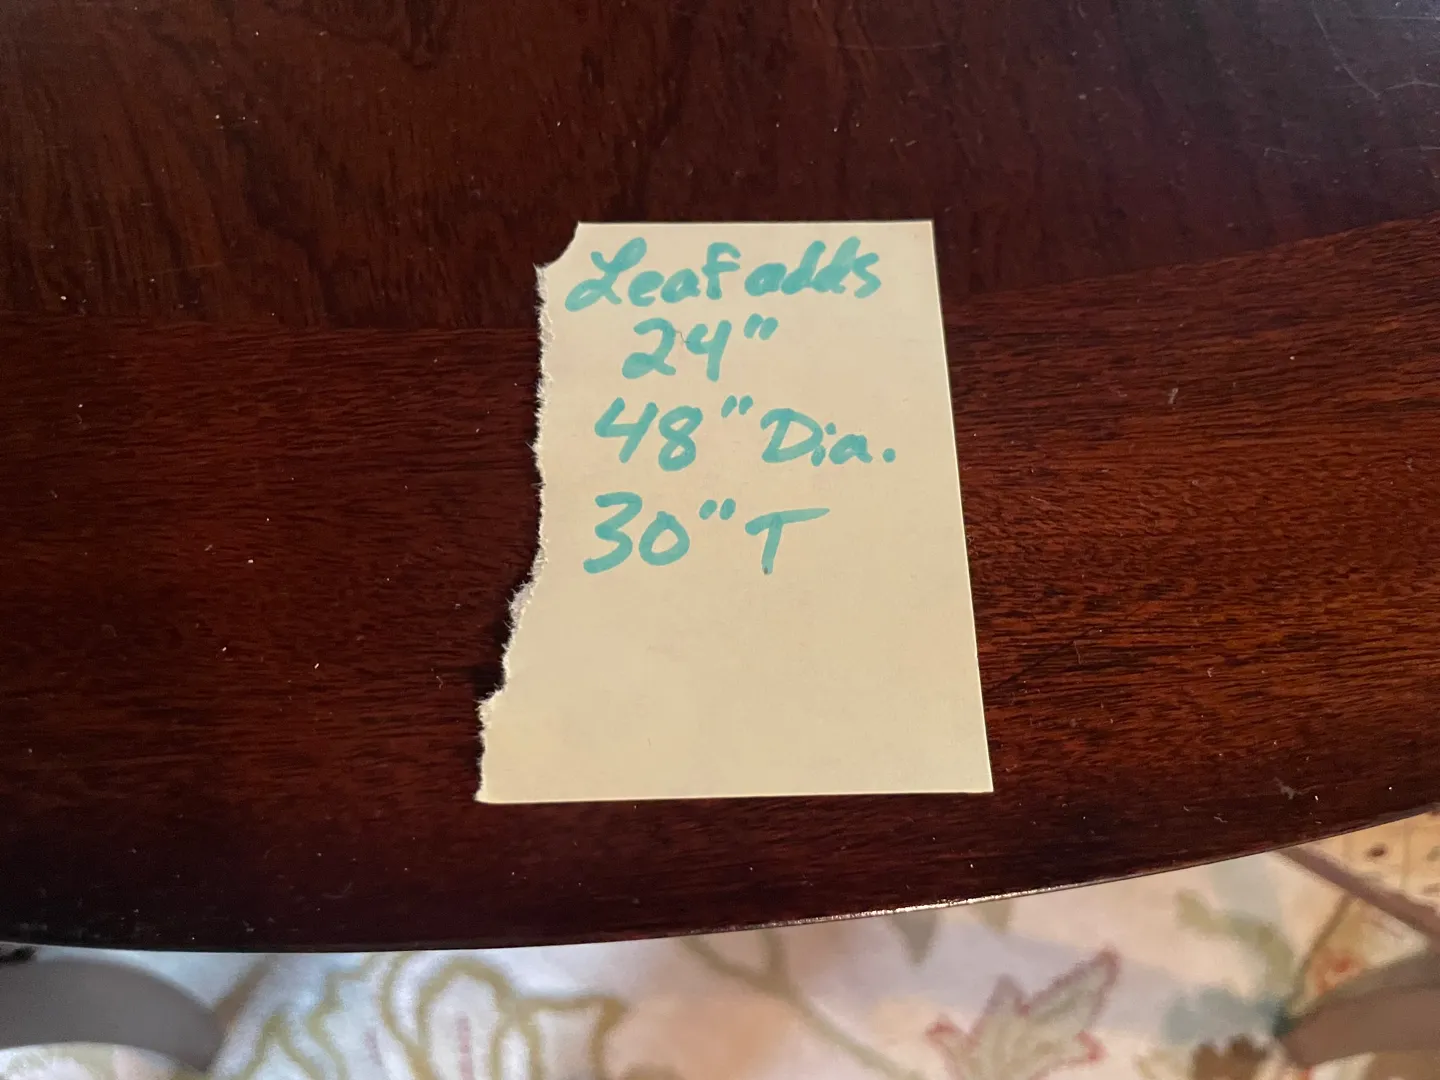 Leaf adds
24"
48" Dia.
30" T